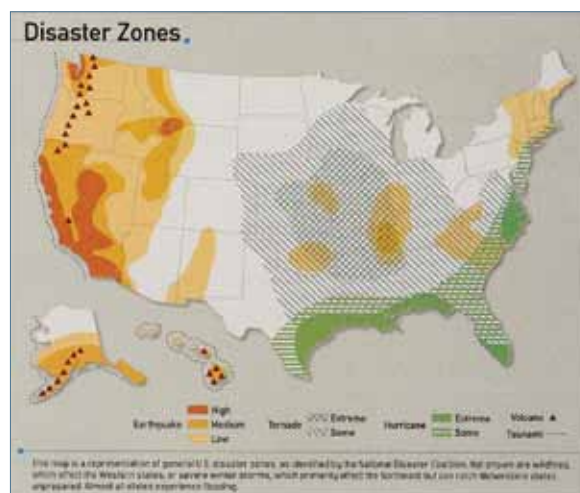 Disaster Zones
Earthquake High Medium Low
Tornado Extreme Some
Hurricane Extreme Some
Volcano
Tsunami
This map is a representation of general U.S. disaster zones, as identified by the National Disaster Coalition. Not shown are wildfires,
which affect the Western states, or severe winter storms, which primarily affect the Northeast but can reach Midwestern states
unprepared. Almost all states experience flooding.